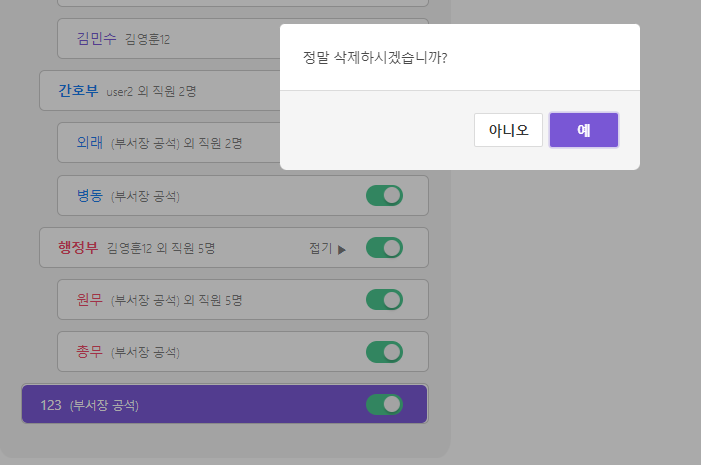 김민수 김영훈12
정말 삭제하시겠습니까?
아니오 예
간호부 user2 외 직원 2명
외래 (부서장 공석) 외 직원 2명
병동 (부서장 공석)
행정부 김영훈12 외 직원 5명 접기 ▶
원무 (부서장 공석) 외 직원 5명
총무 (부서장 공석)
123 (부서장 공석)